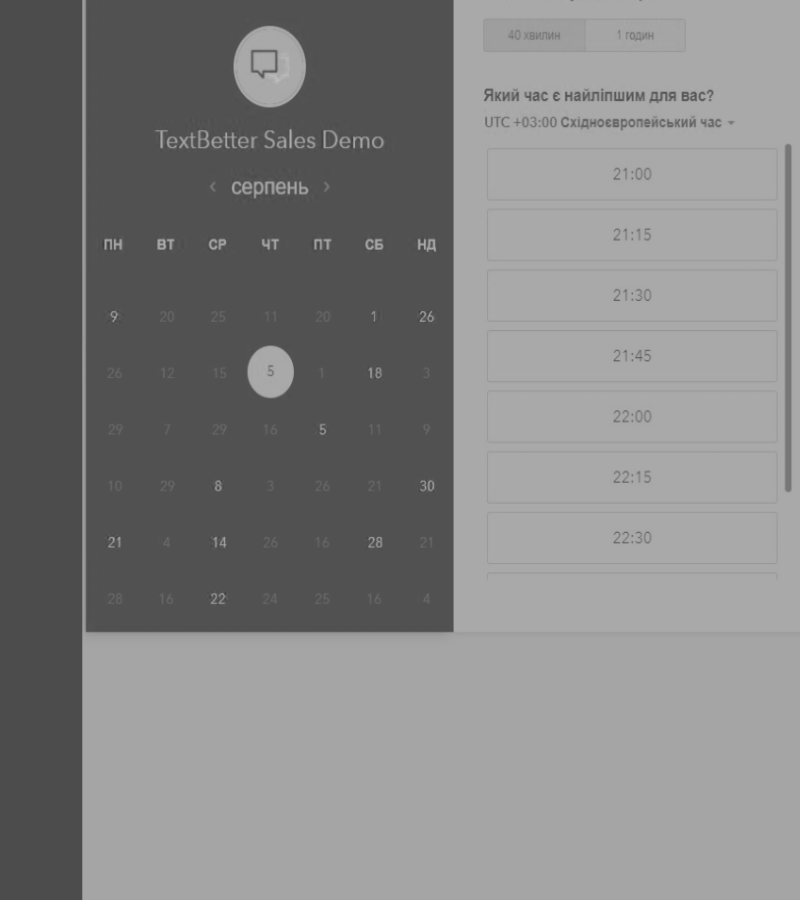 TextBetter Sales Demo
серпень
ПН ВТ СР ЧТ ПТ СБ НД
9 20 25 11 20 1 26
26 12 15 5 1 18 3
29 7 29 16 5 11 9
10 29 8 3 26 21 30
21 4 14 26 16 28 21
28 16 22 24 25 16 4
40 хвилин 1 годин
Який час є найліпшим для вас?
UTC +03:00 Східноєвропейський час
21:00
21:15
21:30
21:45
22:00
22:15
22:30